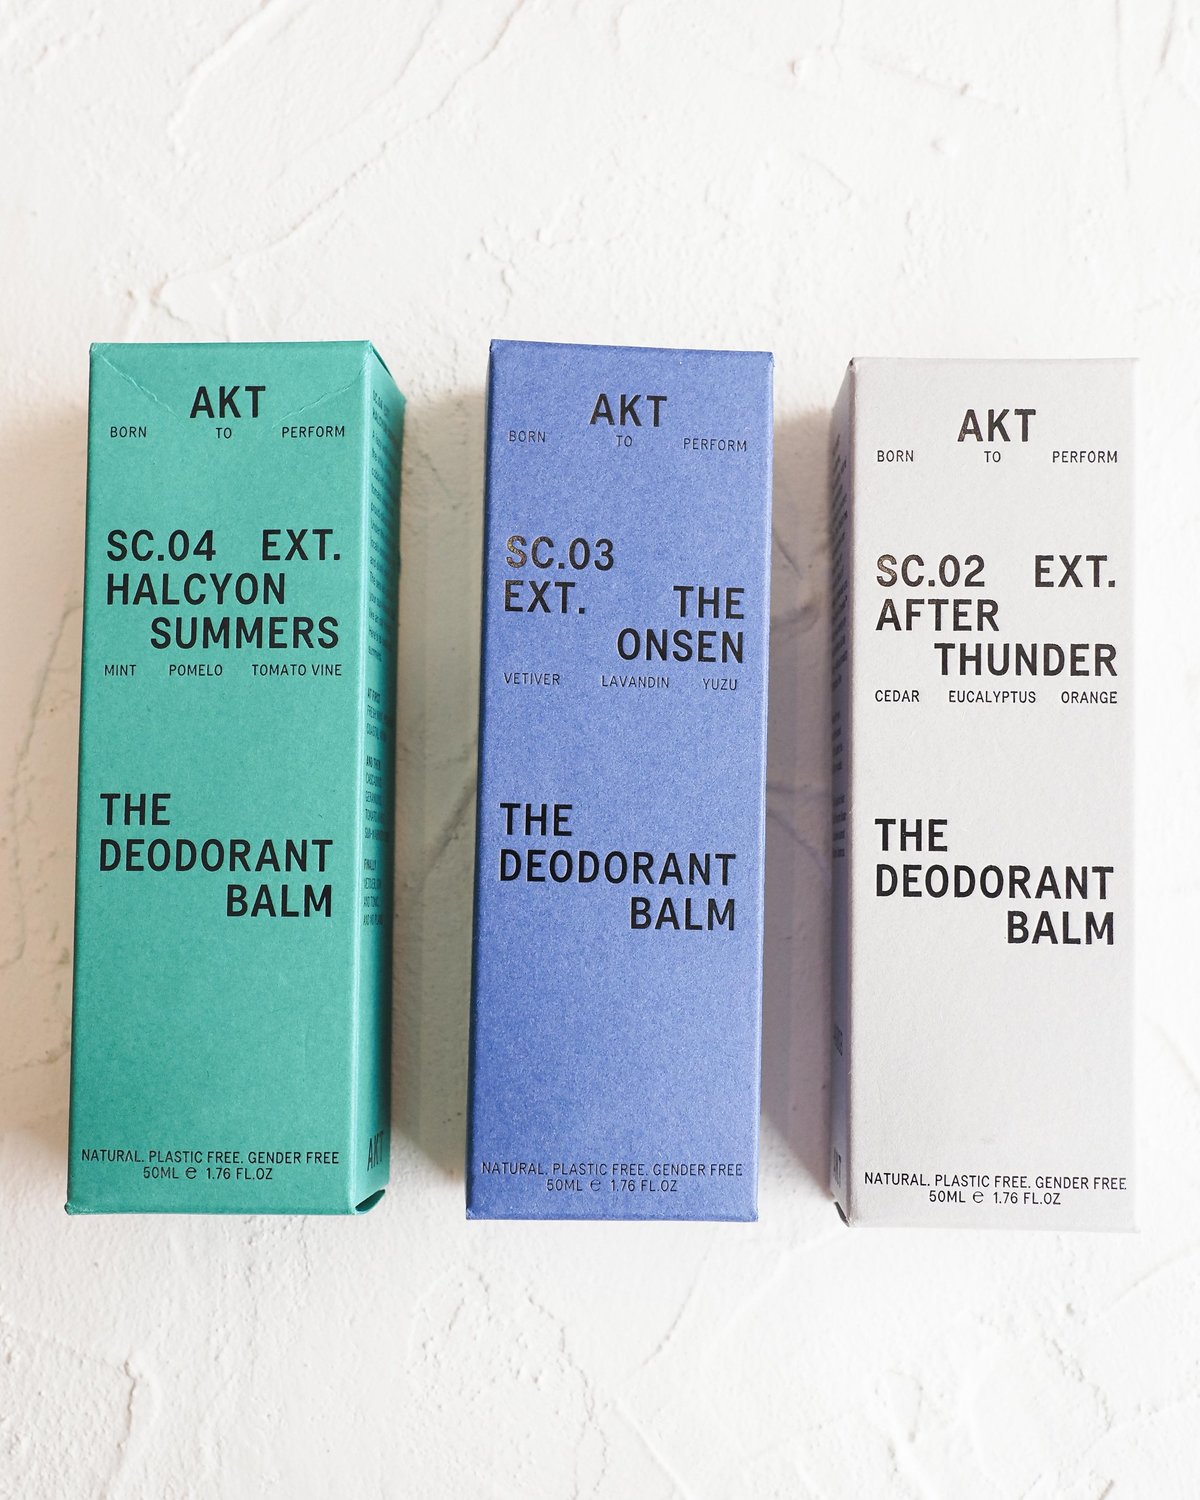 AKT
BORN TO PERFORM
SC.04 EXT.
HALCYON
SUMMERS
MINT POMELO TOMATO VINE
THE
DEODORANT
BALM
NATURAL. PLASTIC FREE. GENDER FREE
50ML ℮ 1.76 FL.OZ
AKT
AKT
BORN TO PERFORM
SC.03
EXT. THE
ONSEN
VETIVER LAVANDIN YUZU
THE
DEODORANT
BALM
NATURAL. PLASTIC FREE. GENDER FREE
50ML ℮ 1.76 FL.OZ
AKT
BORN TO PERFORM
SC.02 EXT.
AFTER
THUNDER
CEDAR EUCALYPTUS ORANGE
THE
DEODORANT
BALM
NATURAL. PLASTIC FREE. GENDER FREE
50ML ℮ 1.76 FL.OZ